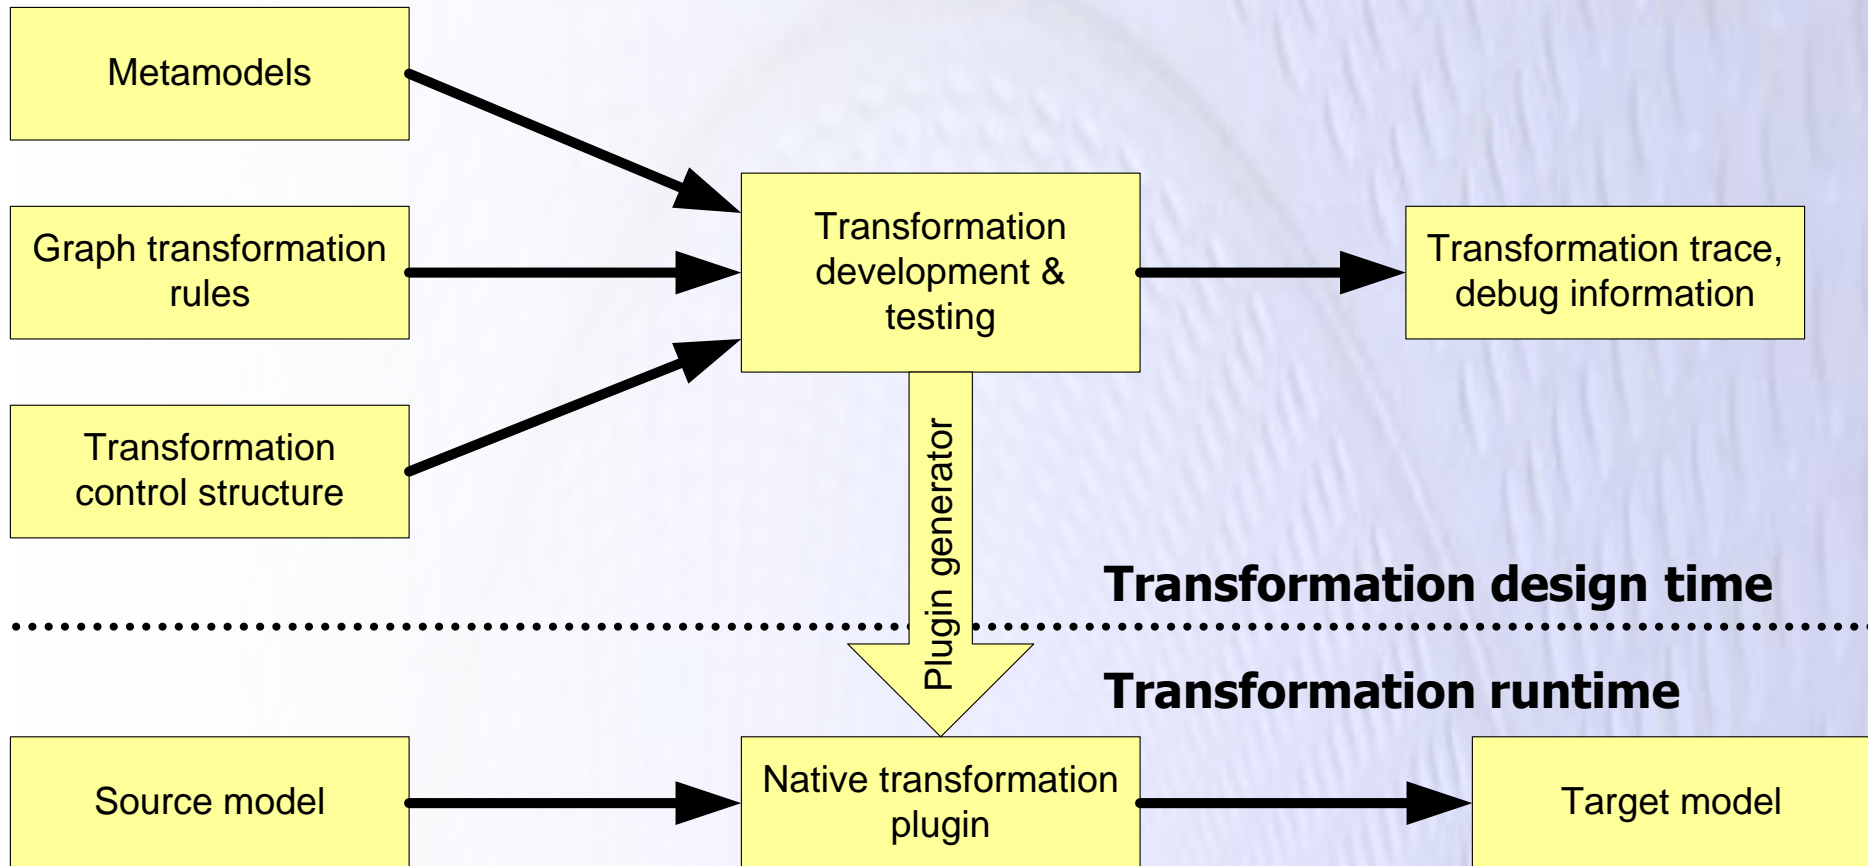 Metamodels
Graph transformation
rules
Transformation
control structure
Transformation
development &
testing
Transformation trace,
debug information
Plugin generator
Transformation design time
Transformation runtime
Source model
Native transformation
plugin
Target model